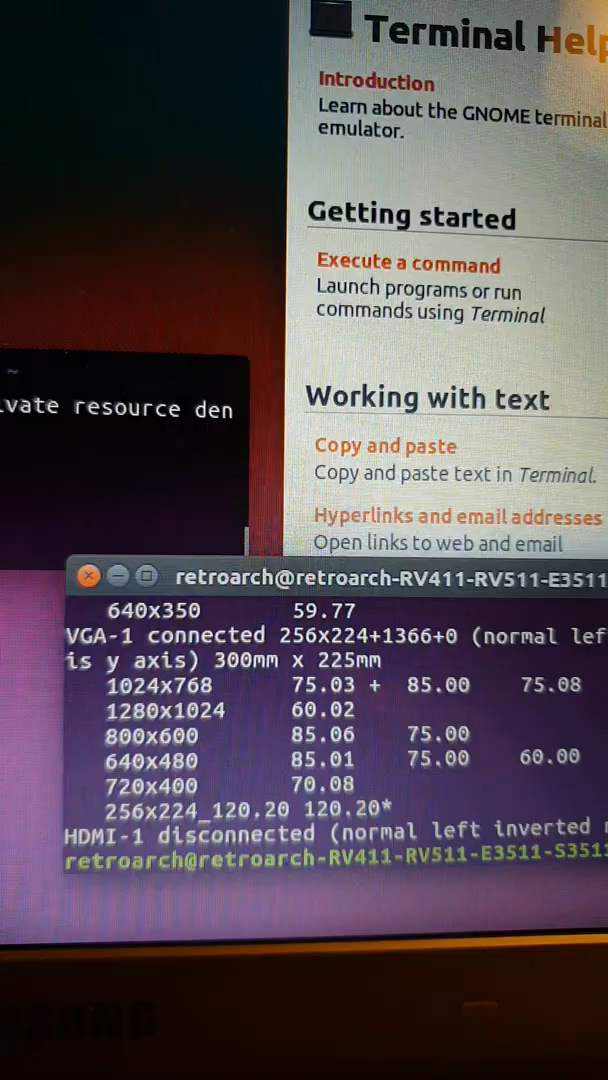 Terminal Help
Introduction
Learn about the GNOME terminal
emulator.
Getting started
Execute a command
Launch programs or run
commands using Terminal
Working with text
Copy and paste
Copy and paste text in Terminal.
Hyperlinks and email addresses
Open links to web and email
~
ivate resource den
retroarch@retroarch-RV411-RV511-E3511
640x350 59.77
VGA-1 connected 256x224+1366+0 (normal lef
is y axis) 300mm x 225mm
1024x768 75.03 + 85.00 75.08
1280x1024 60.02
800x600 85.06 75.00
640x480 85.01 75.00 60.00
720x400 70.08
256x224_120.20 120.20*
HDMI-1 disconnected (normal left inverted
retroarch@retroarch-RV411-RV511-E3511-S3511